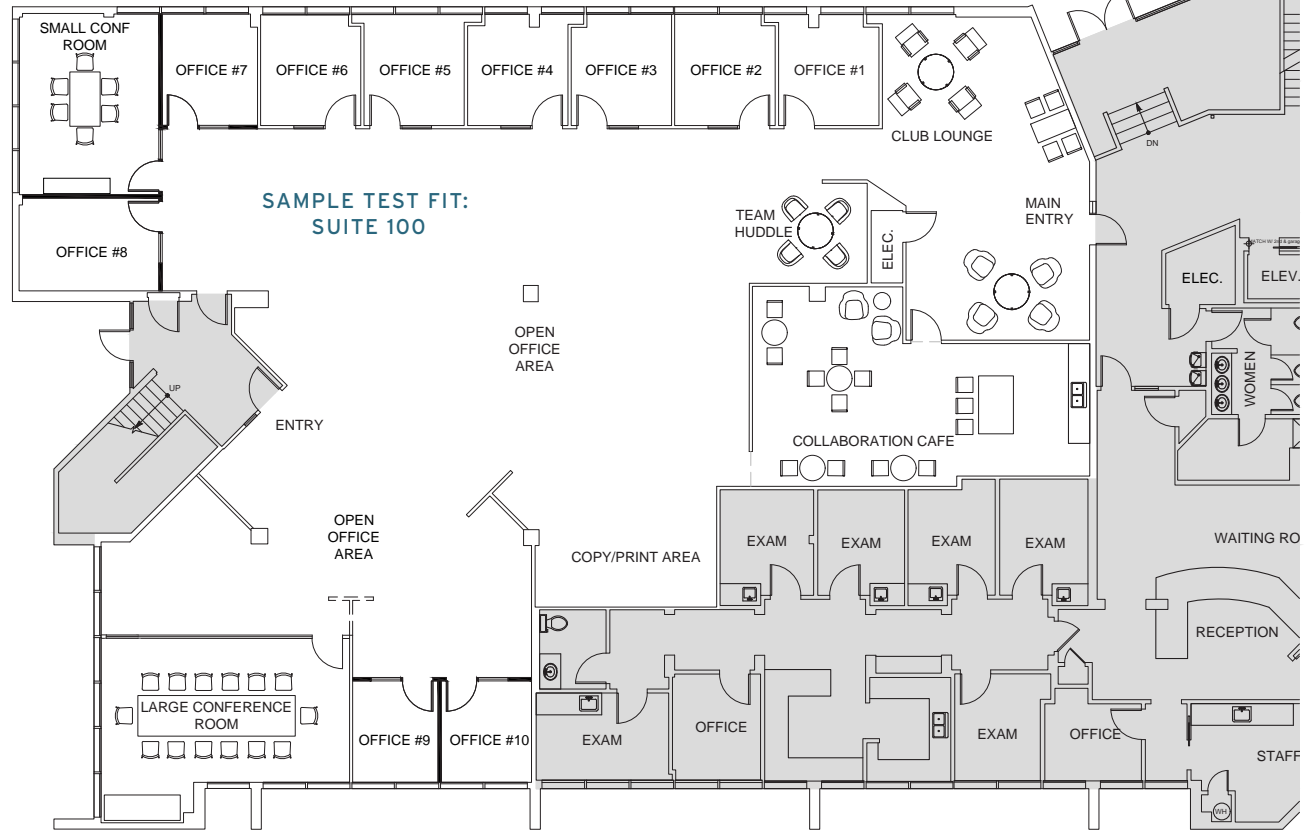 SMALL CONF
ROOM
OFFICE #7
OFFICE #6
OFFICE #5
OFFICE #4
OFFICE #3
OFFICE #2
OFFICE #1
CLUB LOUNGE
DN
SAMPLE TEST FIT:
SUITE 100
TEAM
HUDDLE
ELEC.
MAIN
ENTRY
OFFICE #8
ELEC.
ELEV.
OPEN
OFFICE
AREA
UP
WOMEN
ENTRY
COLLABORATION CAFE
OPEN
OFFICE
AREA
COPY/PRINT AREA
EXAM
EXAM
EXAM
EXAM
WAITING RO
RECEPTION
LARGE CONFERENCE
ROOM
OFFICE #9
OFFICE #10
EXAM
OFFICE
EXAM
OFFICE
STAFF
WH